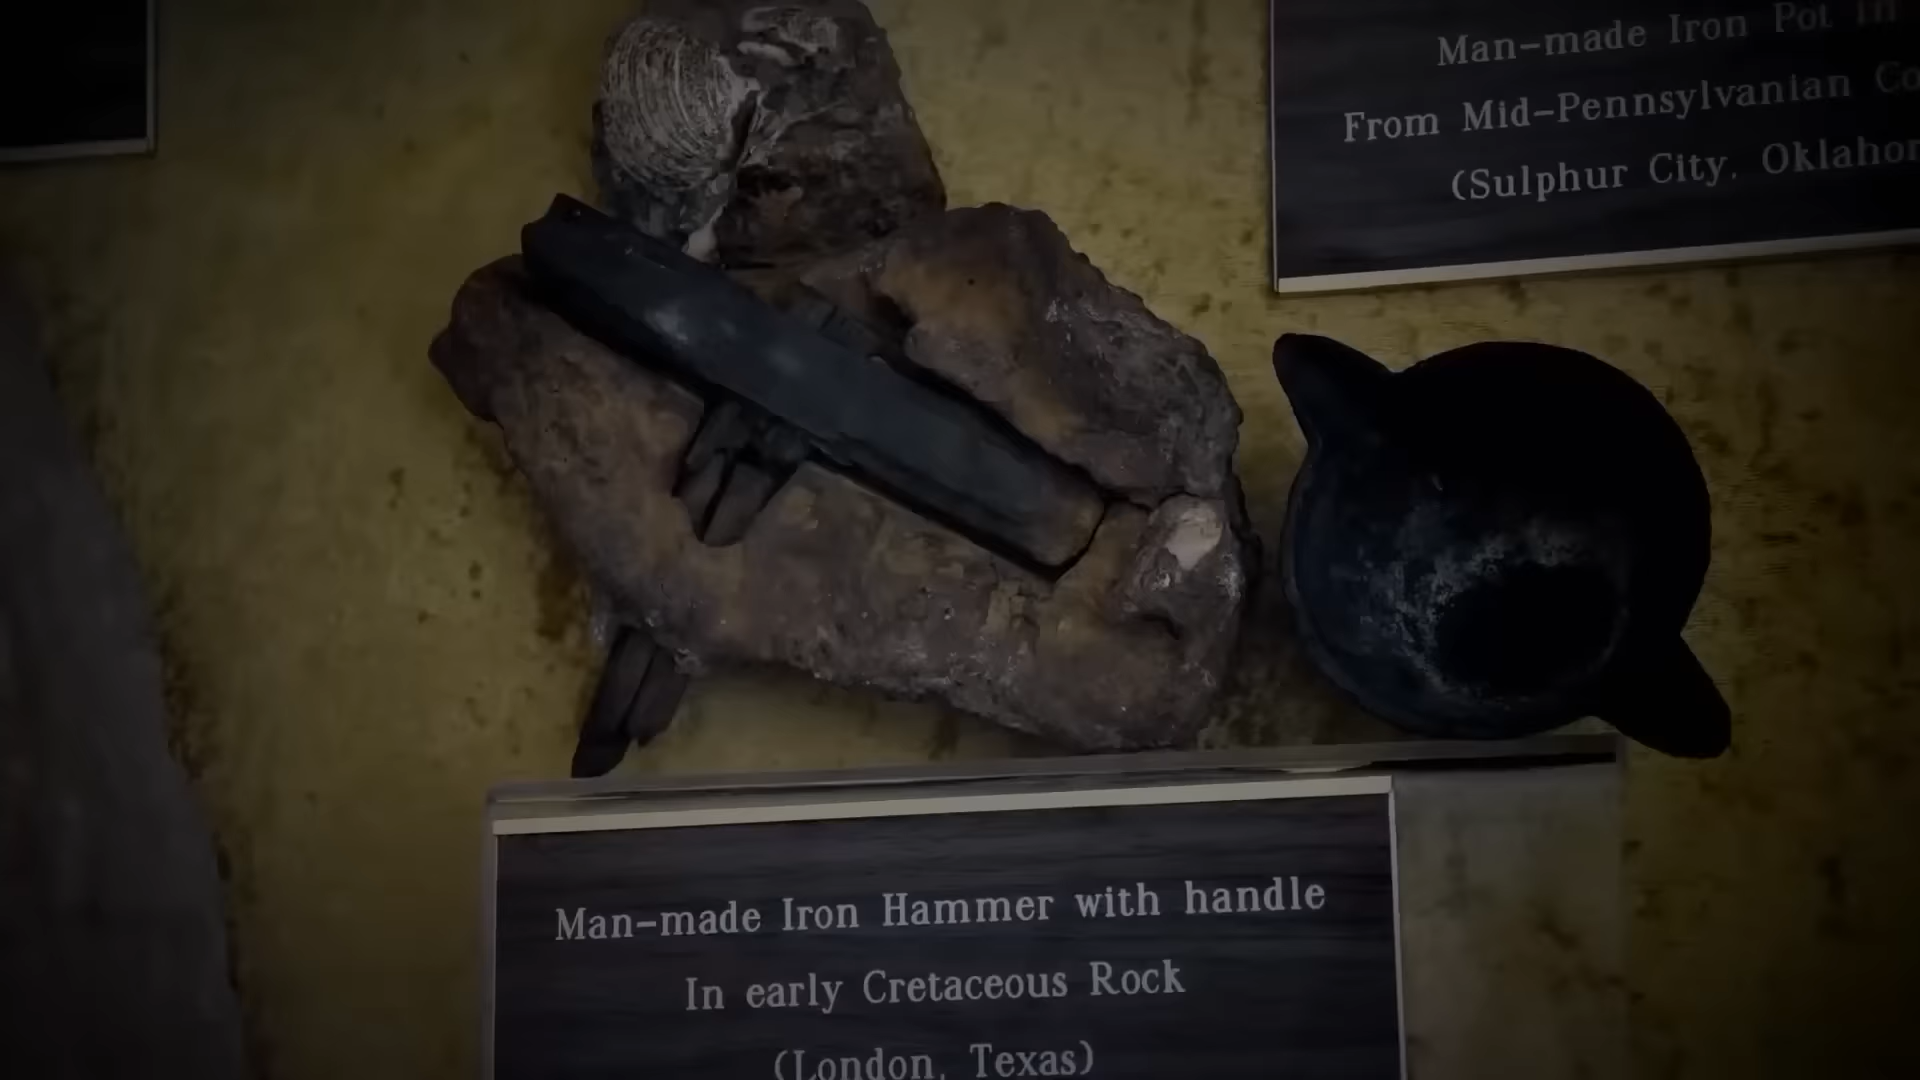 Man-made Iron Pot in
From Mid-Pennsylvanian
(Sulphur City, 
Man-made Iron Hammer with handle
In early Cretaceous Rock
(London, Texas)